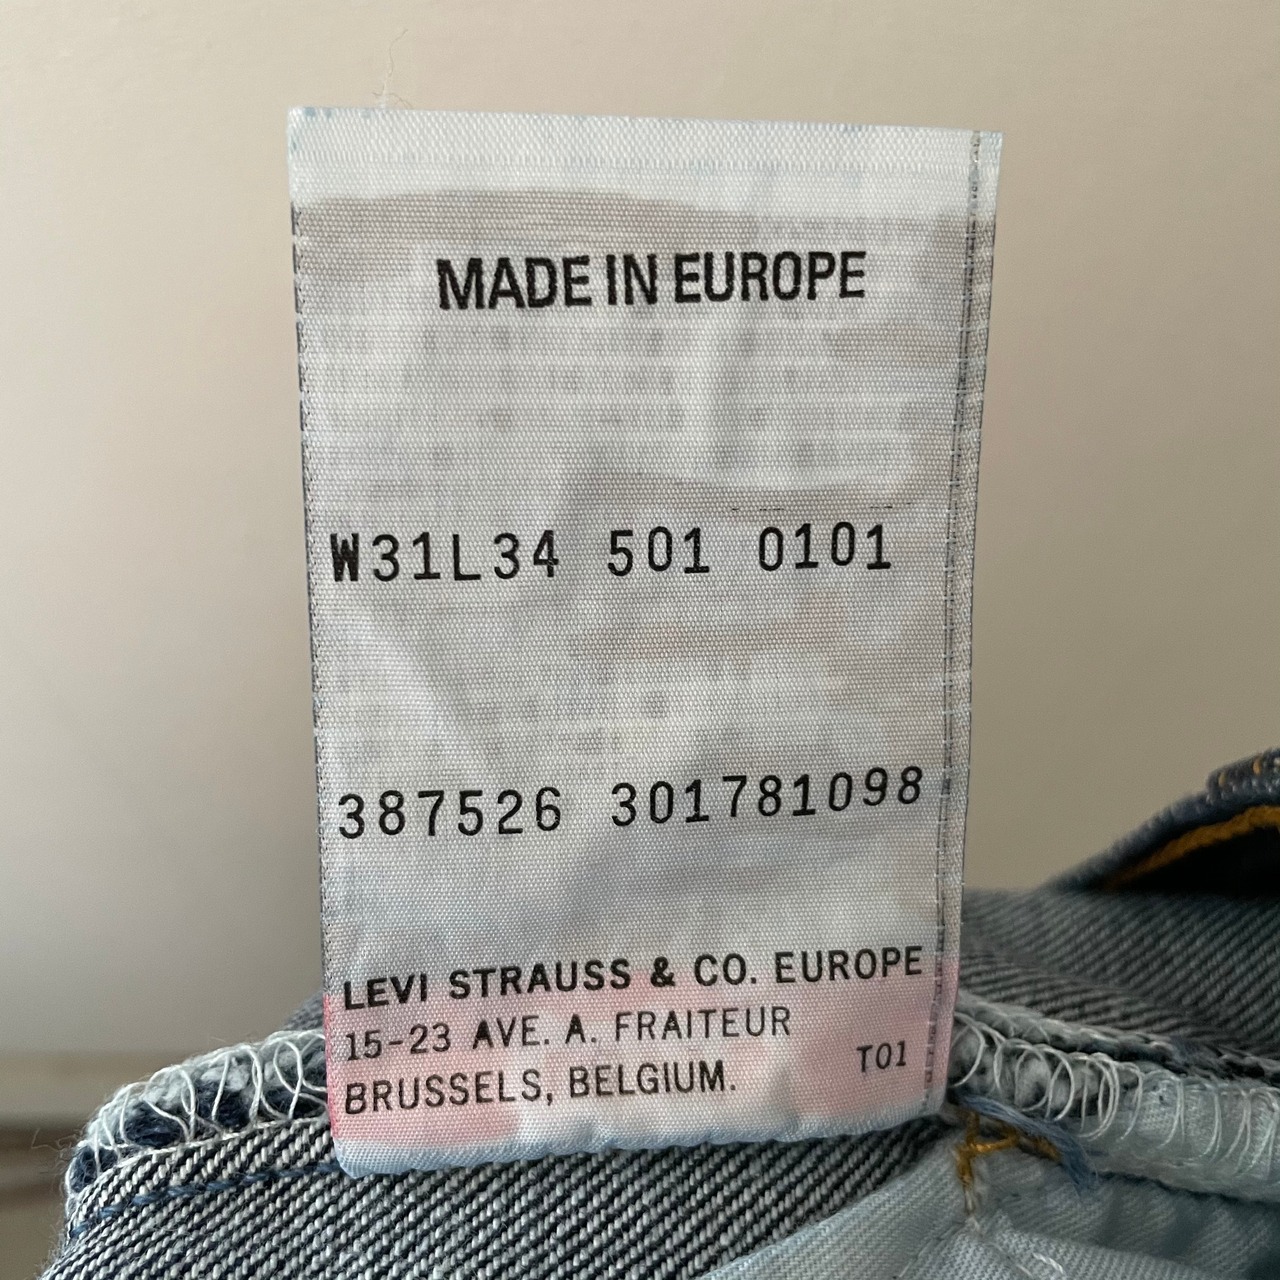 MADE IN EUROPE
W31L34 501 0101
387526 301781098
LEVI STRAUSS & CO. EUROPE
15-23 AVE. A. FRAITEUR
BRUSSELS, BELGIUM. T01